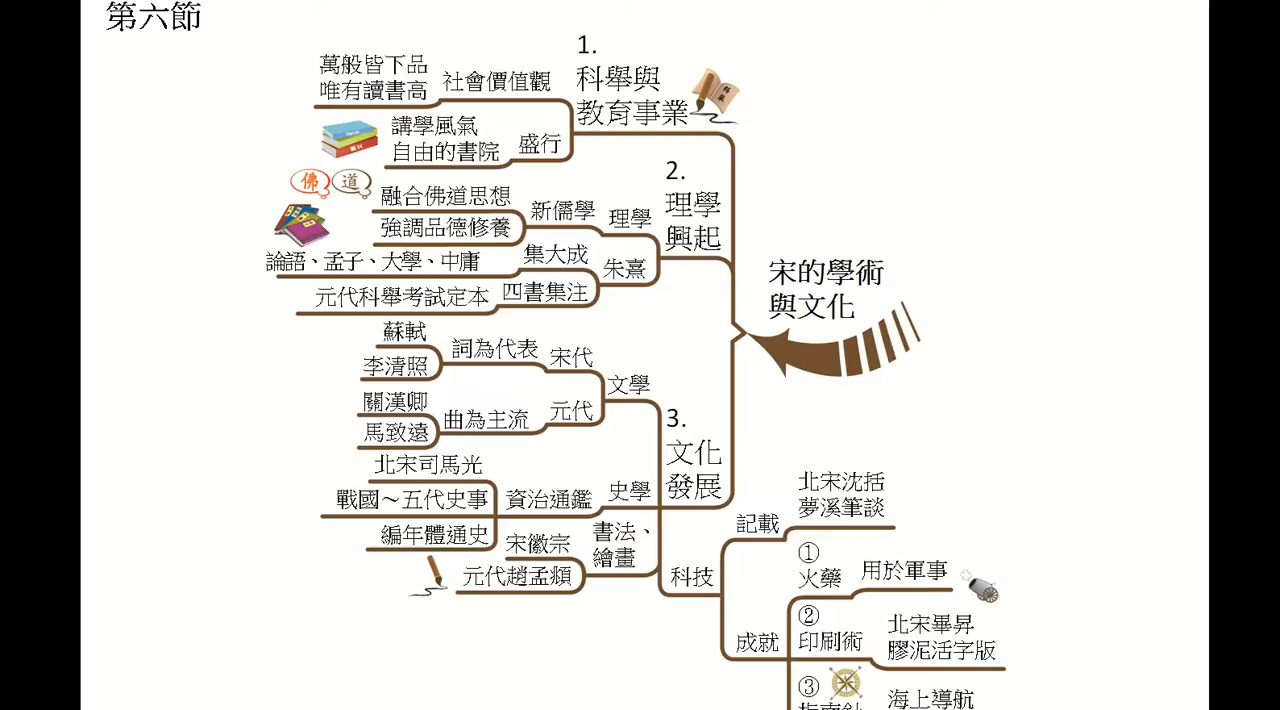 第六節
宋的學術
與文化
1.
科舉與
教育事業
社會價值觀
萬般皆下品
唯有讀書高
盛行
講學風氣
自由的書院
2.
理學
興起
理學
新儒學
佛
道
融合佛道思想
強調品德修養
朱熹
集大成
論語、孟子、大學、中庸
四書集注
元代科舉考試定本
3.
文化
發展
文學
宋代
詞為代表
蘇軾
李清照
元代
曲為主流
關漢卿
馬致遠
史學
資治通鑑
北宋司馬光
戰國～五代史事
編年體通史
書法、
繪畫
宋徽宗
元代趙孟頫
科技
記載
北宋沈括
夢溪筆談
成就
①
火藥
用於軍事
②
印刷術
北宋畢昇
膠泥活字版
③
指南針
海上導航